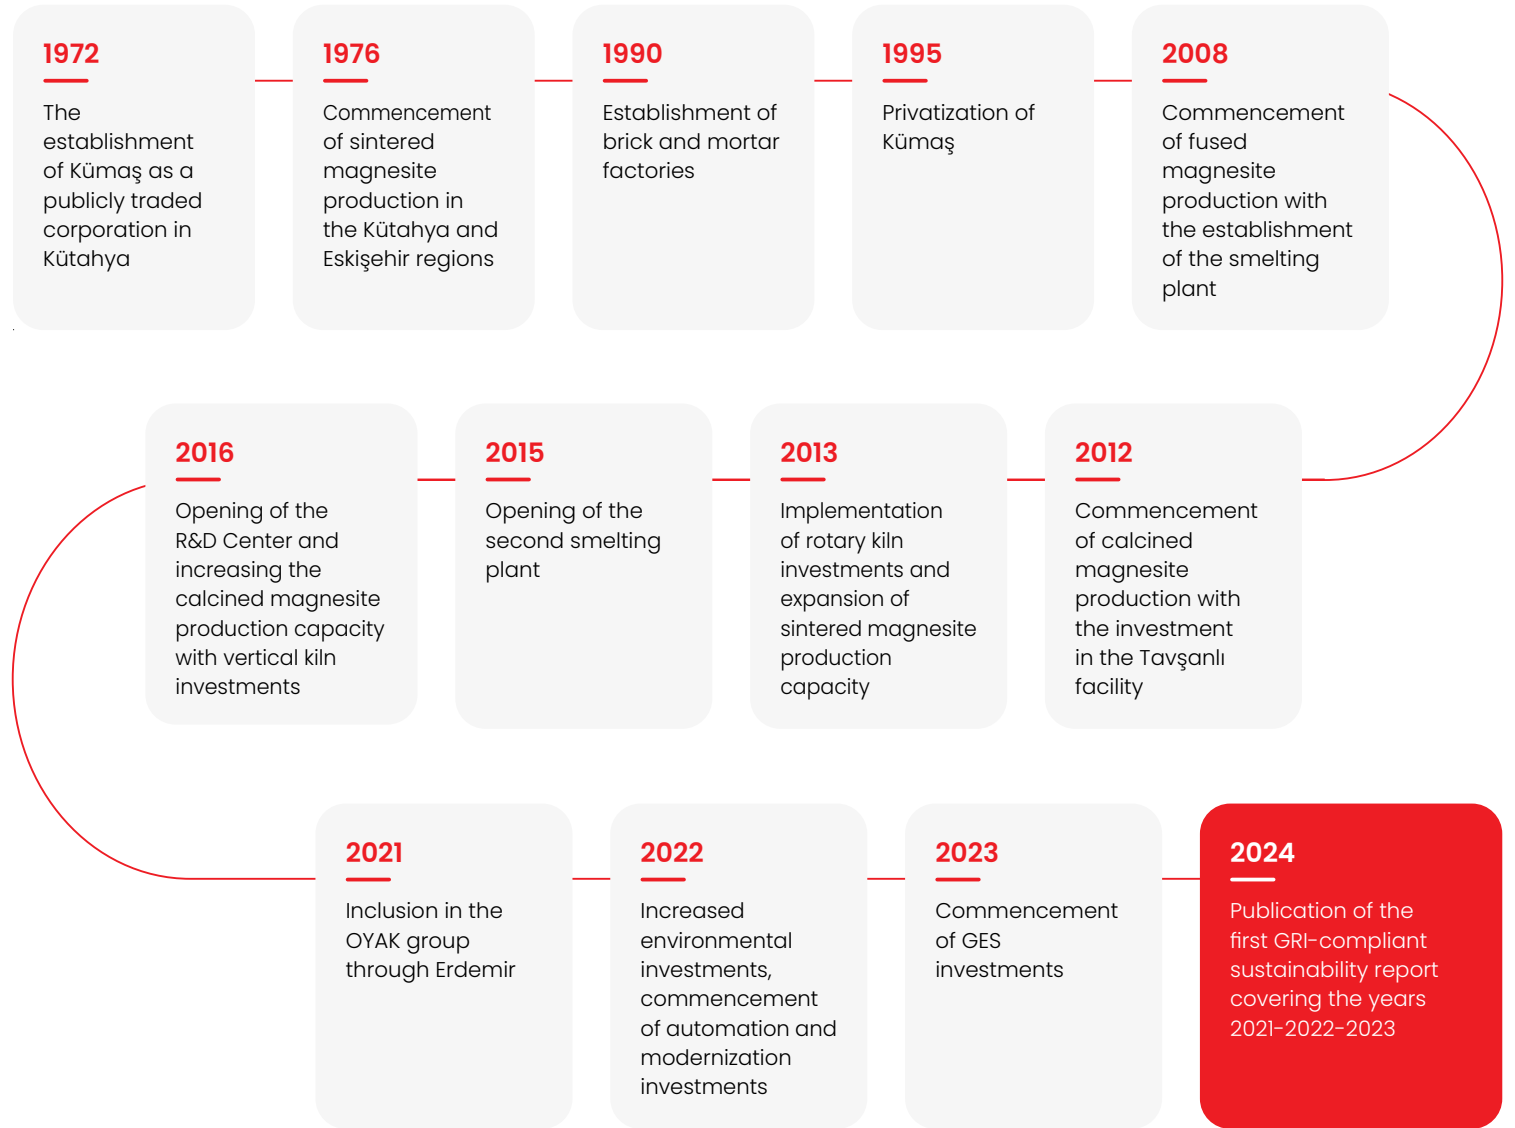 1972
The
establishment
of Kümaş as a
publicly traded
corporation in
Kütahya
1976
Commencement
of sintered
magnesite
production in
the Kütahya and
Eskişehir regions
1990
Establishment of
brick and mortar
factories
1995
Privatization of
Kümaş
2008
Commencement
of fused
magnesite
production with
the establishment
of the smelting
plant
2012
Commencement
of calcined
magnesite
production with
the investment
in the Tavşanlı
facility
2013
Implementation
of rotary kiln
investments and
expansion of
sintered magnesite
production
capacity
2015
Opening of the
second smelting
plant
2016
Opening of the
R&D Center and
increasing the
calcined magnesite
production capacity
with vertical kiln
investments
2021
Inclusion in the
OYAK group
through Erdemir
2022
Increased
environmental
investments,
commencement
of automation and
modernization
investments
2023
Commencement
of GES
investments
2024
Publication of the
first GRI-compliant
sustainability report
covering the years
2021-2022-2023